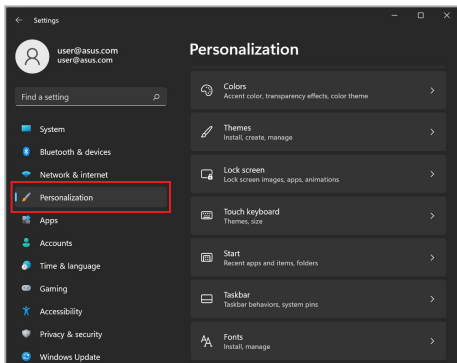 Settings
user@asus.com
user@asus.com
Find a setting
System
Bluetooth & devices
Network & internet
Personalization
Apps
Accounts
Time & language
Gaming
Accessibility
Privacy & security
Windows Update
Personalization
Colors
Accent color, transparency effects, color theme
Themes
Install, create, manage
Lock screen
Lock screen images, apps, animations
Touch keyboard
Themes, size
Start
Recent apps and items, folders
Taskbar
Taskbar behaviors, system pins
Fonts
Install, manage